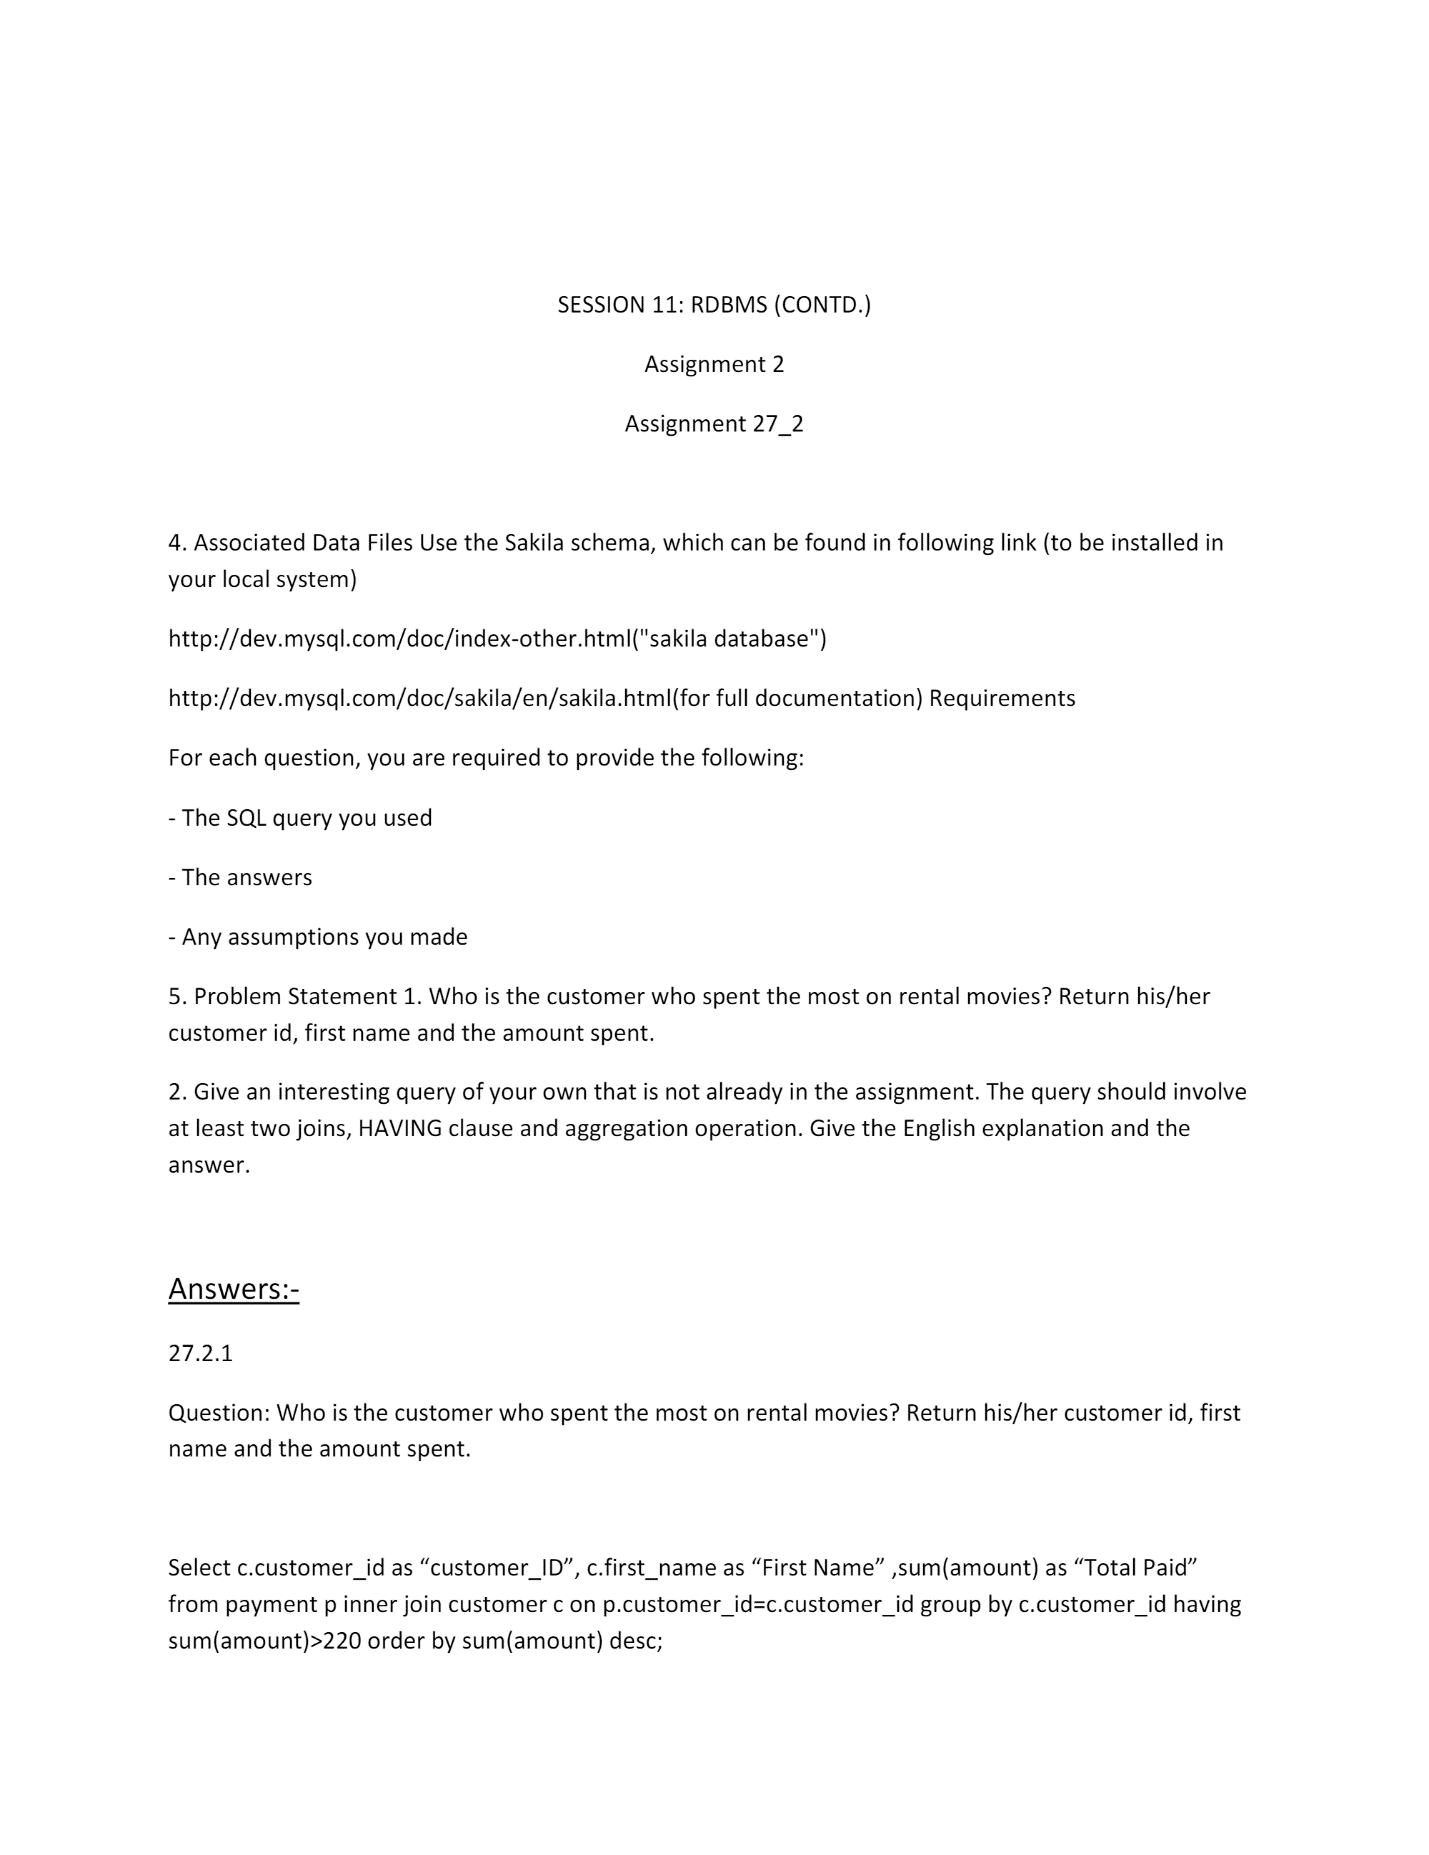 SESSION 11: RDBMS (CONTD.)
Assignment 2
Assignment 27_2
4. Associated Data Files Use the Sakila schema, which can be found in following link (to be installed in
your local system)
http://dev.mysql.com/doc/index-other.html("sakila database")
http://dev.mysql.com/doc/sakila/en/sakila.html(for full documentation) Requirements
For each question, you are required to provide the following:
- The SQL query you used
- The answers
- Any assumptions you made
5. Problem Statement 1. Who is the customer who spent the most on rental movies? Return his/her
customer id, first name and the amount spent.
2. Give an interesting query of your own that is not already in the assignment. The query should involve
at least two joins, HAVING clause and aggregation operation. Give the English explanation and the
answer.
Answers:-
27.2.1
Question: Who is the customer who spent the most on rental movies? Return his/her customer id, first
name and the amount spent.
Select c.customer_id as “customer_ID”, c.first_name as “First Name” ,sum(amount) as “Total Paid”
from payment p inner join customer c on p.customer_id=c.customer_id group by c.customer_id having
sum(amount)>220 order by sum(amount) desc;